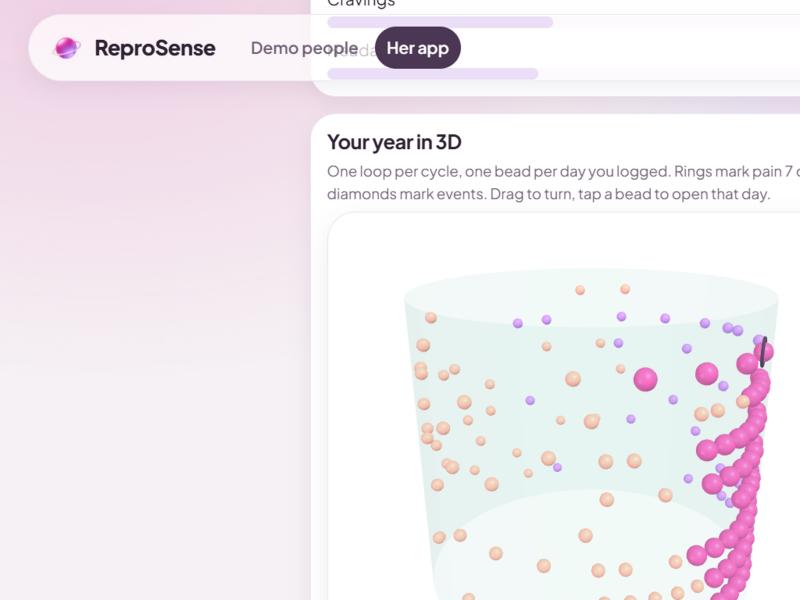 Cravings
ReproSense
Demo people
Her app
Your year in 3D
One loop per cycle, one bead per day you logged. Rings mark pain 7
diamonds mark events. Drag to turn, tap a bead to open that day.